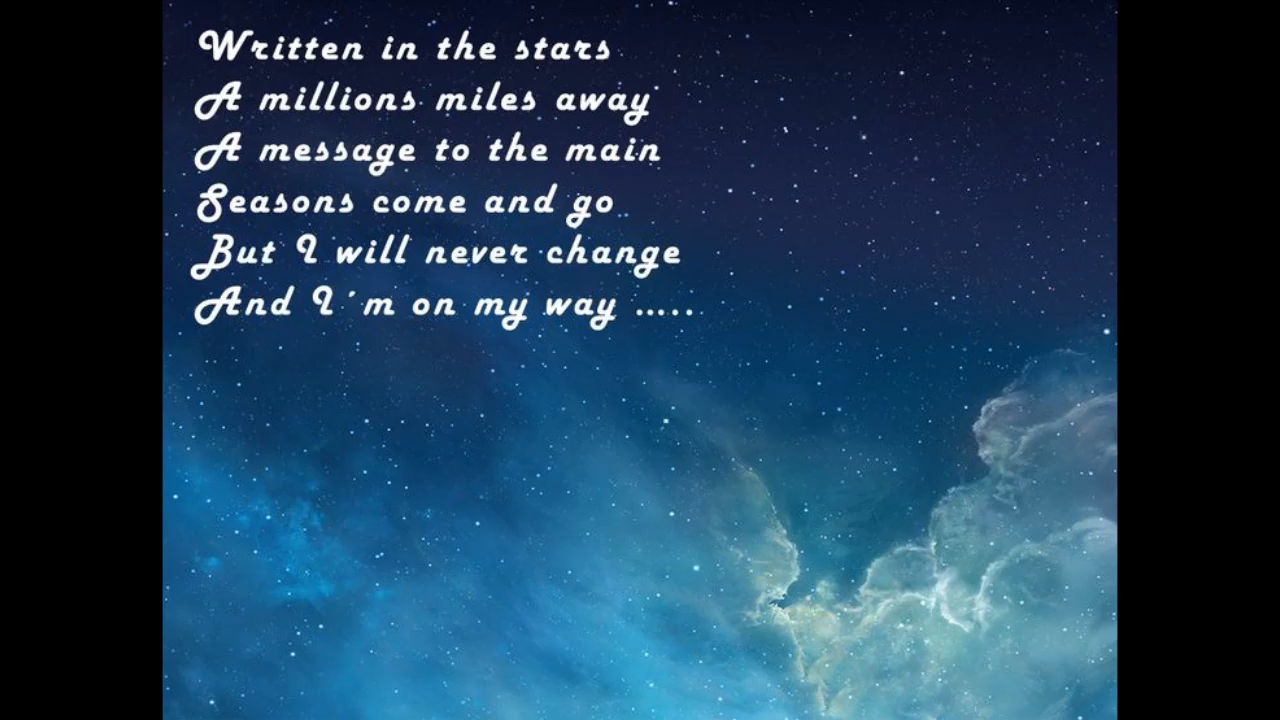 Written in the stars
A millions miles away
A message to the main
Seasons come and go
But I will never change
And I´m on my way .....